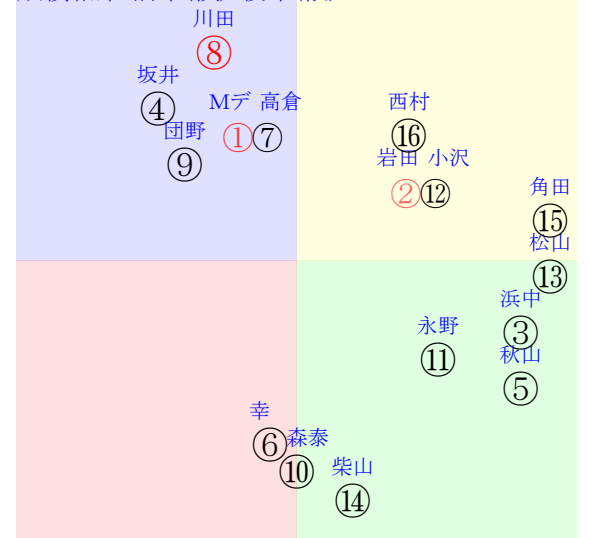 川田
⑧
坂井
④
Mデ 高倉
①⑦
団野
⑨
西村
⑯
岩田 小沢
②⑫
角田
⑮
松山
⑬
浜中
③
永野
⑪
秋山
⑤
幸
⑥
森泰
⑩
柴山
⑭